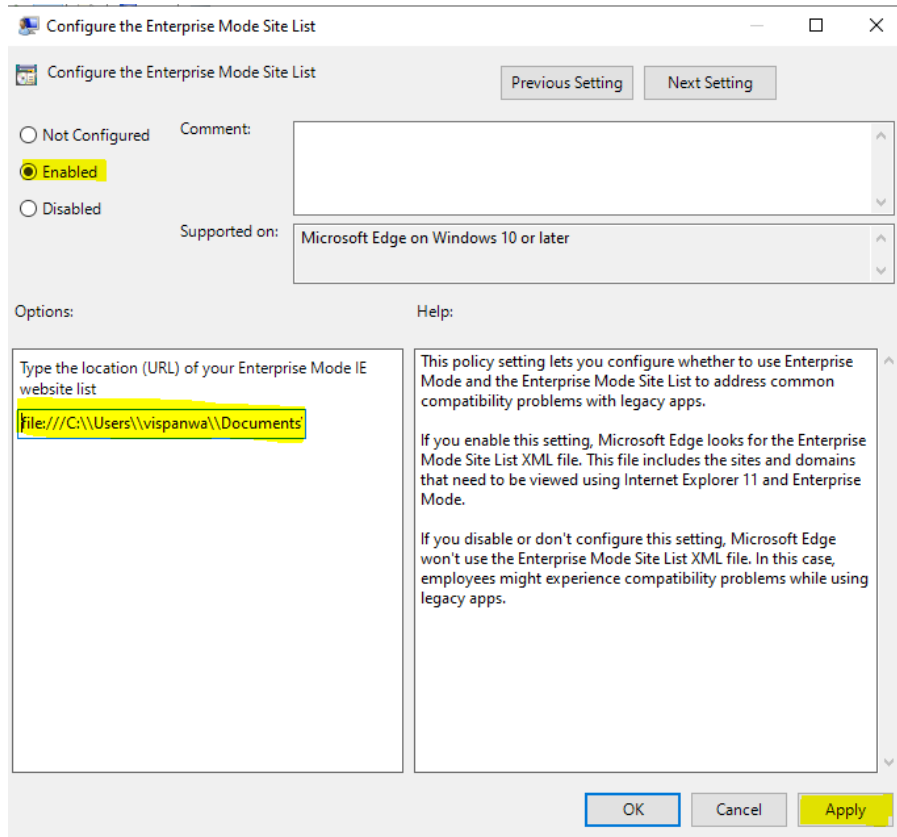 Configure the Enterprise Mode Site List
Configure the Enterprise Mode Site List
Previous Setting
Next Setting
Not Configured
Comment:
Enabled
Disabled
Supported on:
Microsoft Edge on Windows 10 or later
Options:
Help:
Type the location (URL) of your Enterprise Mode IE
website list
file:///C:\\Users\\vispanwa\\Documents
This policy setting lets you configure whether to use Enterprise
Mode and the Enterprise Mode Site List to address common
compatibility problems with legacy apps.
If you enable this setting, Microsoft Edge looks for the Enterprise
Mode Site List XML file. This file includes the sites and domains
that need to be viewed using Internet Explorer 11 and Enterprise
Mode.
If you disable or don't configure this setting, Microsoft Edge
won't use the Enterprise Mode Site List XML file. In this case,
employees might experience compatibility problems while using
legacy apps.
OK
Cancel
Apply